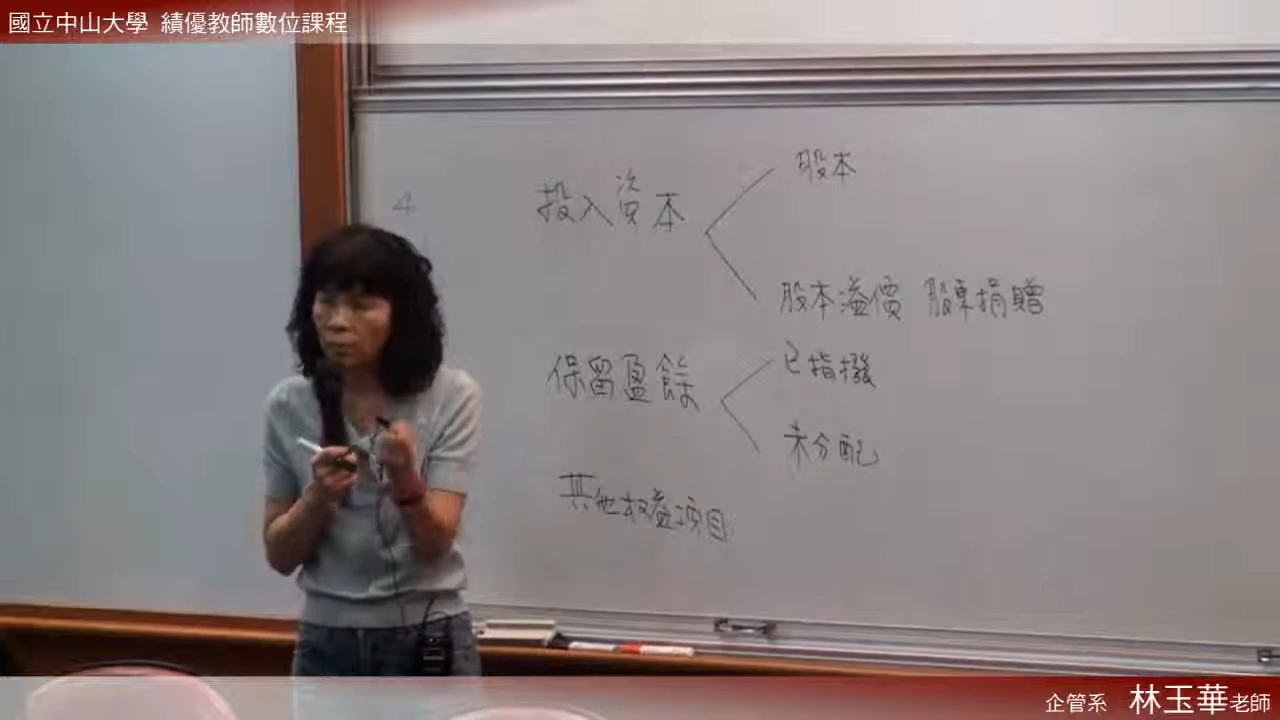 國立中山大學 績優教師數位課程
4
投入資本
股本
股本溢價 股東捐贈
保留盈餘
已指撥
未分配
其他权益項目
企管系 林玉華老師